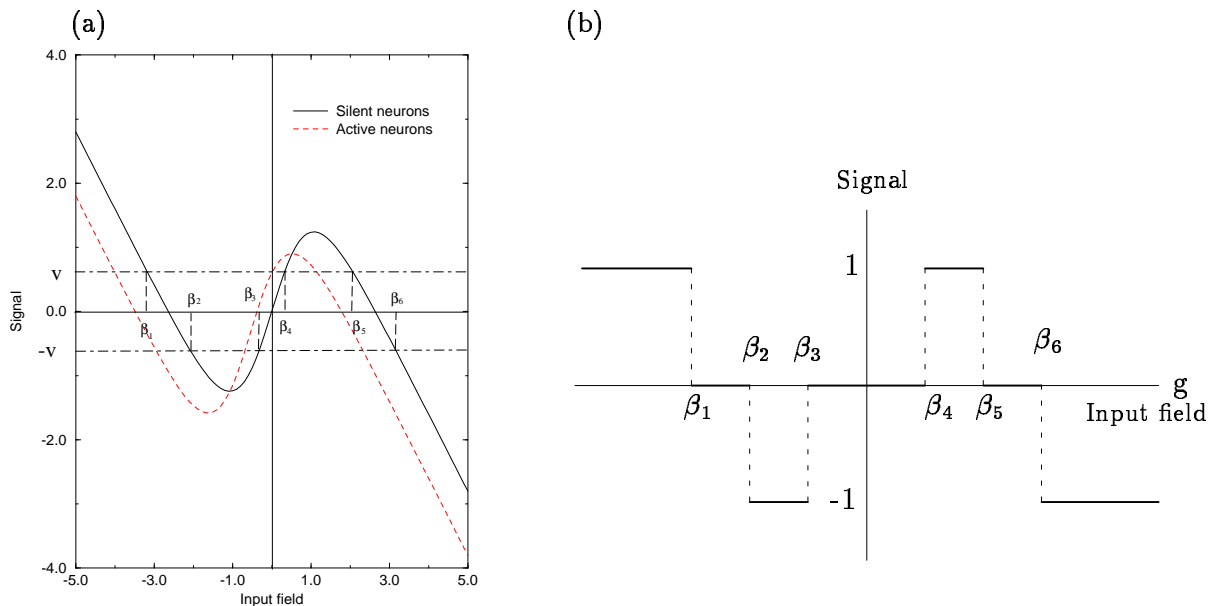 (a)
4.0
Silent neurons
Active neurons
2.0
v
β2
β3
β6
0.0
β1
β4
β5
-v
Signal
-2.0
-4.0
-5.0 -3.0 -1.0 1.0 3.0 5.0
Input field
(b)
Signal
1
β2 β3 β6
g
β1 β4 β5 Input field
-1